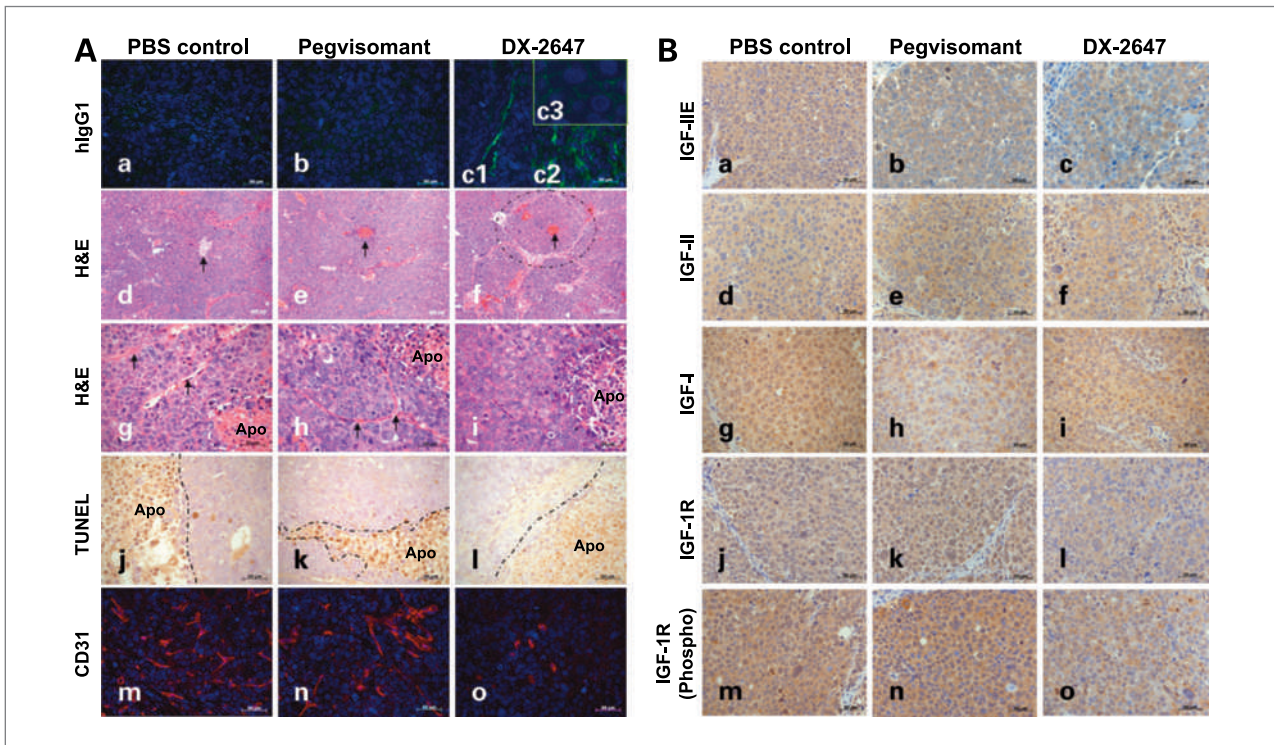 A PBS control Pegvisomant DX-2647
hIgG1
a b c1 c2 c3
H&E
d e f
H&E
g Apo h Apo i Apo
TUNEL
j Apo k Apo l Apo
CD31
m n o
B PBS control Pegvisomant DX-2647
IGF-IIE
a b c
IGF-II
d e f
IGF-I
g h i
IGF-1R
j k l
IGF-1R
(Phospho)
m n o